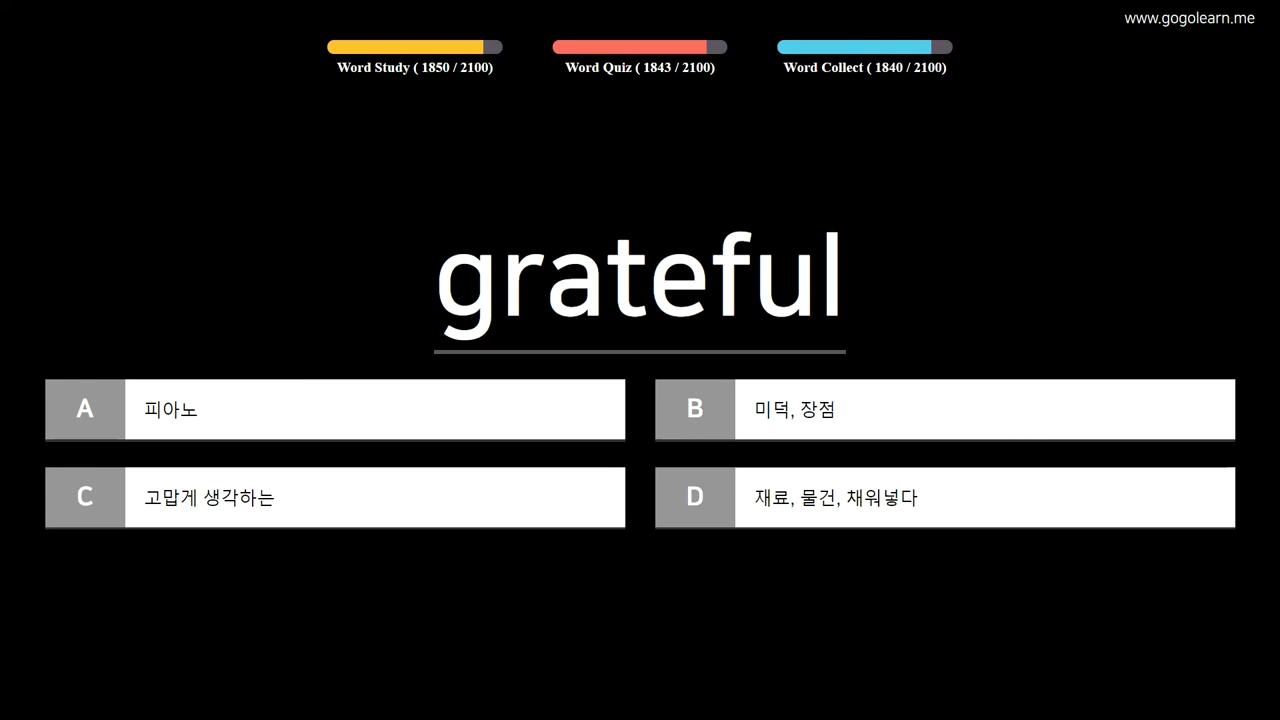 www.gogolearn.me
Word Study ( 1850 / 2100)
Word Quiz ( 1843 / 2100)
Word Collect ( 1840 / 2100)
grateful
A 피아노
B 미덕, 장점
C 고맙게 생각하는
D 재료, 물건, 채워넣다